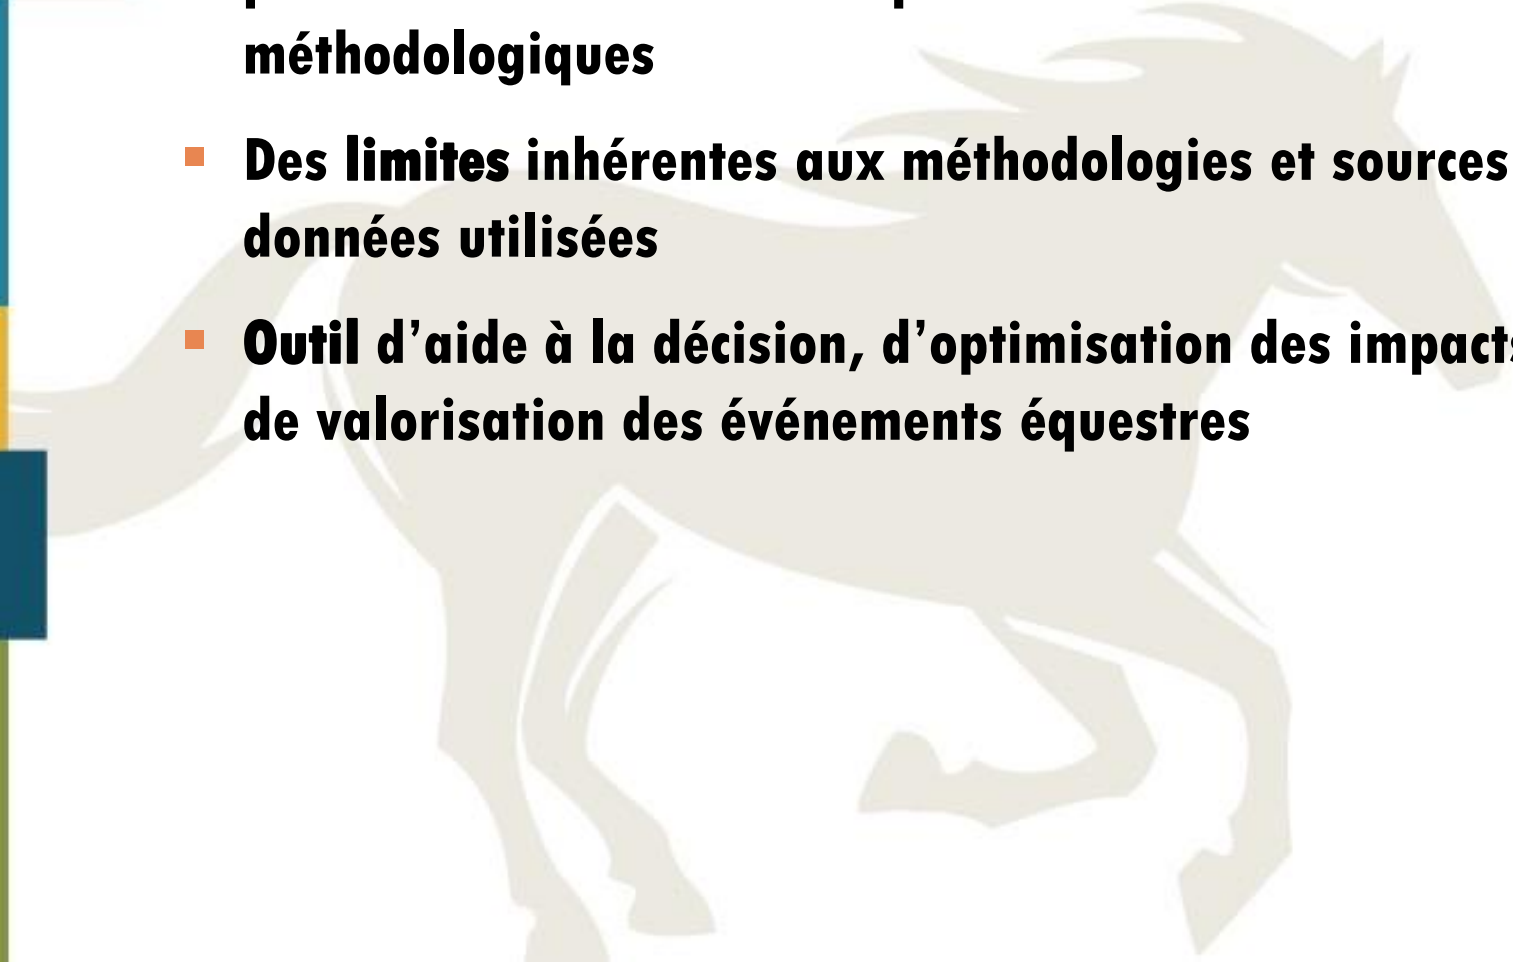 méthodologiques
Des limites inhérentes aux méthodologies et sources
données utilisées
Outil d’aide à la décision, d’optimisation des impacts
de valorisation des événements équestres